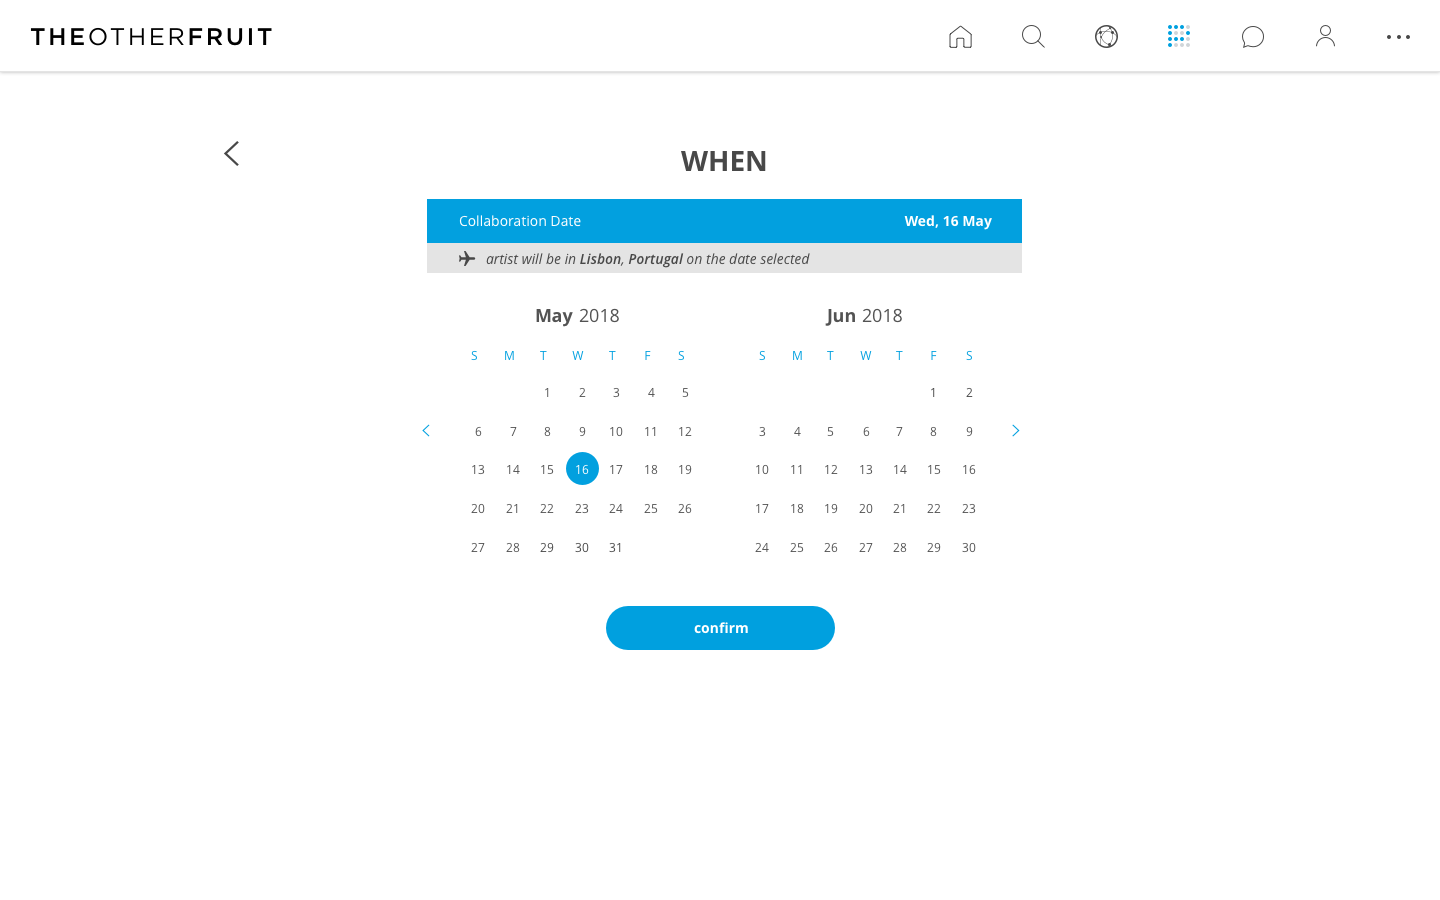 THEOTHERFRUIT
WHEN
Collaboration Date Wed, 16 May
artist will be in Lisbon, Portugal on the date selected
May 2018
S M T W T F S
1 2 3 4 5
6 7 8 9 10 11 12
13 14 15 16 17 18 19
20 21 22 23 24 25 26
27 28 29 30 31
Jun 2018
S M T W T F S
1 2
3 4 5 6 7 8 9
10 11 12 13 14 15 16
17 18 19 20 21 22 23
24 25 26 27 28 29 30
confirm